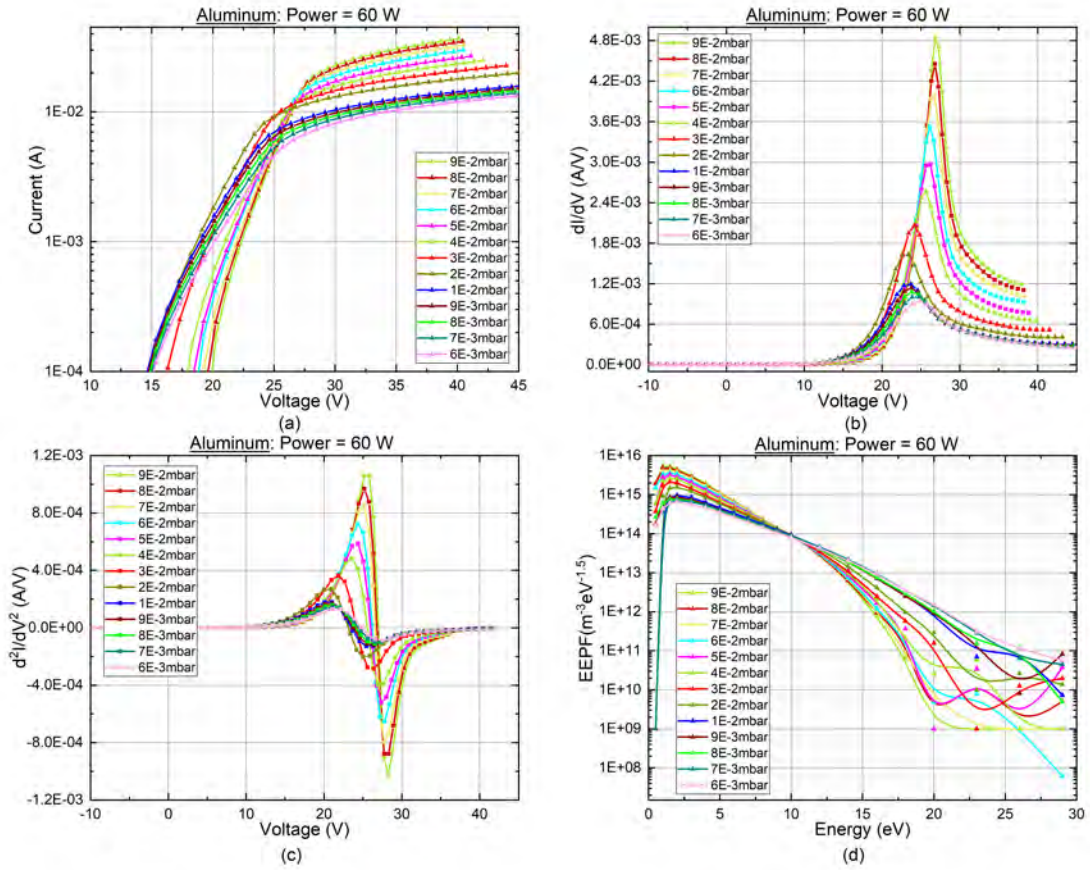 Aluminum: Power = 60 W
Current (A)
1E-02
1E-03
1E-04
9E-2mbar
8E-2mbar
7E-2mbar
6E-2mbar
5E-2mbar
4E-2mbar
3E-2mbar
2E-2mbar
1E-2mbar
9E-3mbar
8E-3mbar
7E-3mbar
6E-3mbar
10 15 20 25 30 35 40 45
Voltage (V)
(a)
Aluminum: Power = 60 W
dI/dV (A/V)
4.8E-03
3.6E-03
3.0E-03
1.8E-03
1.2E-03
6.0E-04
0.0E+00
9E-2mbar
8E-2mbar
7E-2mbar
6E-2mbar
5E-2mbar
4E-2mbar
3E-2mbar
2E-2mbar
1E-2mbar
9E-3mbar
8E-3mbar
7E-3mbar
6E-3mbar
-10 0 10 20 30 40
Voltage (V)
(b)
Aluminum: Power = 60 W
d²I/dV² (A/V)
1.2E-03
8.0E-04
4.0E-04
0.0E+00
-4.0E-04
-8.0E-04
-1.2E-03
9E-2mbar
8E-2mbar
7E-2mbar
6E-2mbar
5E-2mbar
4E-2mbar
3E-2mbar
2E-2mbar
1E-2mbar
9E-3mbar
8E-3mbar
7E-3mbar
6E-3mbar
-10 0 10 20 30 40 50
Voltage (V)
(c)
Aluminum: Power = 60 W
EEPF(m⁻³eV⁻¹·⁵)
1E+16
1E+15
1E+14
1E+13
1E+12
1E+11
1E+10
1E+09
1E+08
9E-2mbar
8E-2mbar
7E-2mbar
6E-2mbar
5E-2mbar
4E-2mbar
3E-2mbar
2E-2mbar
1E-2mbar
9E-3mbar
8E-3mbar
7E-3mbar
6E-3mbar
0 5 10 15 20 25 30
Energy (eV)
(d)